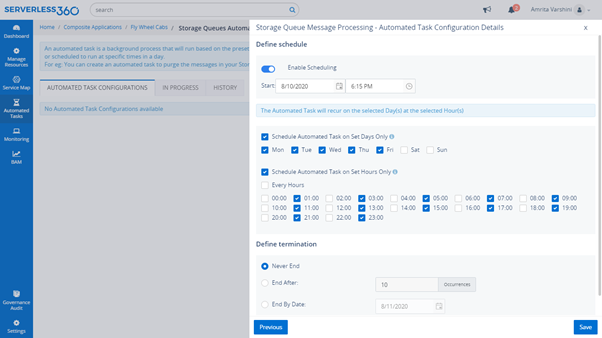 SERVERLESS360
search
3
Amrita Varshini
Dashboard
Manage
Resources
Service Map
Automated
Tasks
Monitoring
BAM
Governance
Audit
Settings
Home > Composite Applications > Fly Wheel Cabs > Storage Queues Automa
An automated task is a background process that will run based on the preset
or scheduled to run at specific times in a day.
For eg: You can create an automated task to purge the messages in your Stor
AUTOMATED TASK CONFIGURATIONS IN PROGRESS HISTORY
No Automated Task Configurations available
Storage Queue Message Processing - Automated Task Configuration Details x
Define schedule
Enable Scheduling
Start: 8/10/2020 6:15 PM
The Automated Task will recur on the selected Day(s) at the selected Hour(s)
Schedule Automated Task on Set Days Only
Mon Tue Wed Thu Fri Sat Sun
Schedule Automated Task on Set Hours Only
Every Hours
00:00 01:00 02:00 03:00 04:00 05:00 06:00 07:00 08:00 09:00
10:00 11:00 12:00 13:00 14:00 15:00 16:00 17:00 18:00 19:00
20:00 21:00 22:00 23:00
Define termination
Never End
End After: 10 Occurrences
End By Date: 8/11/2020
Previous Save